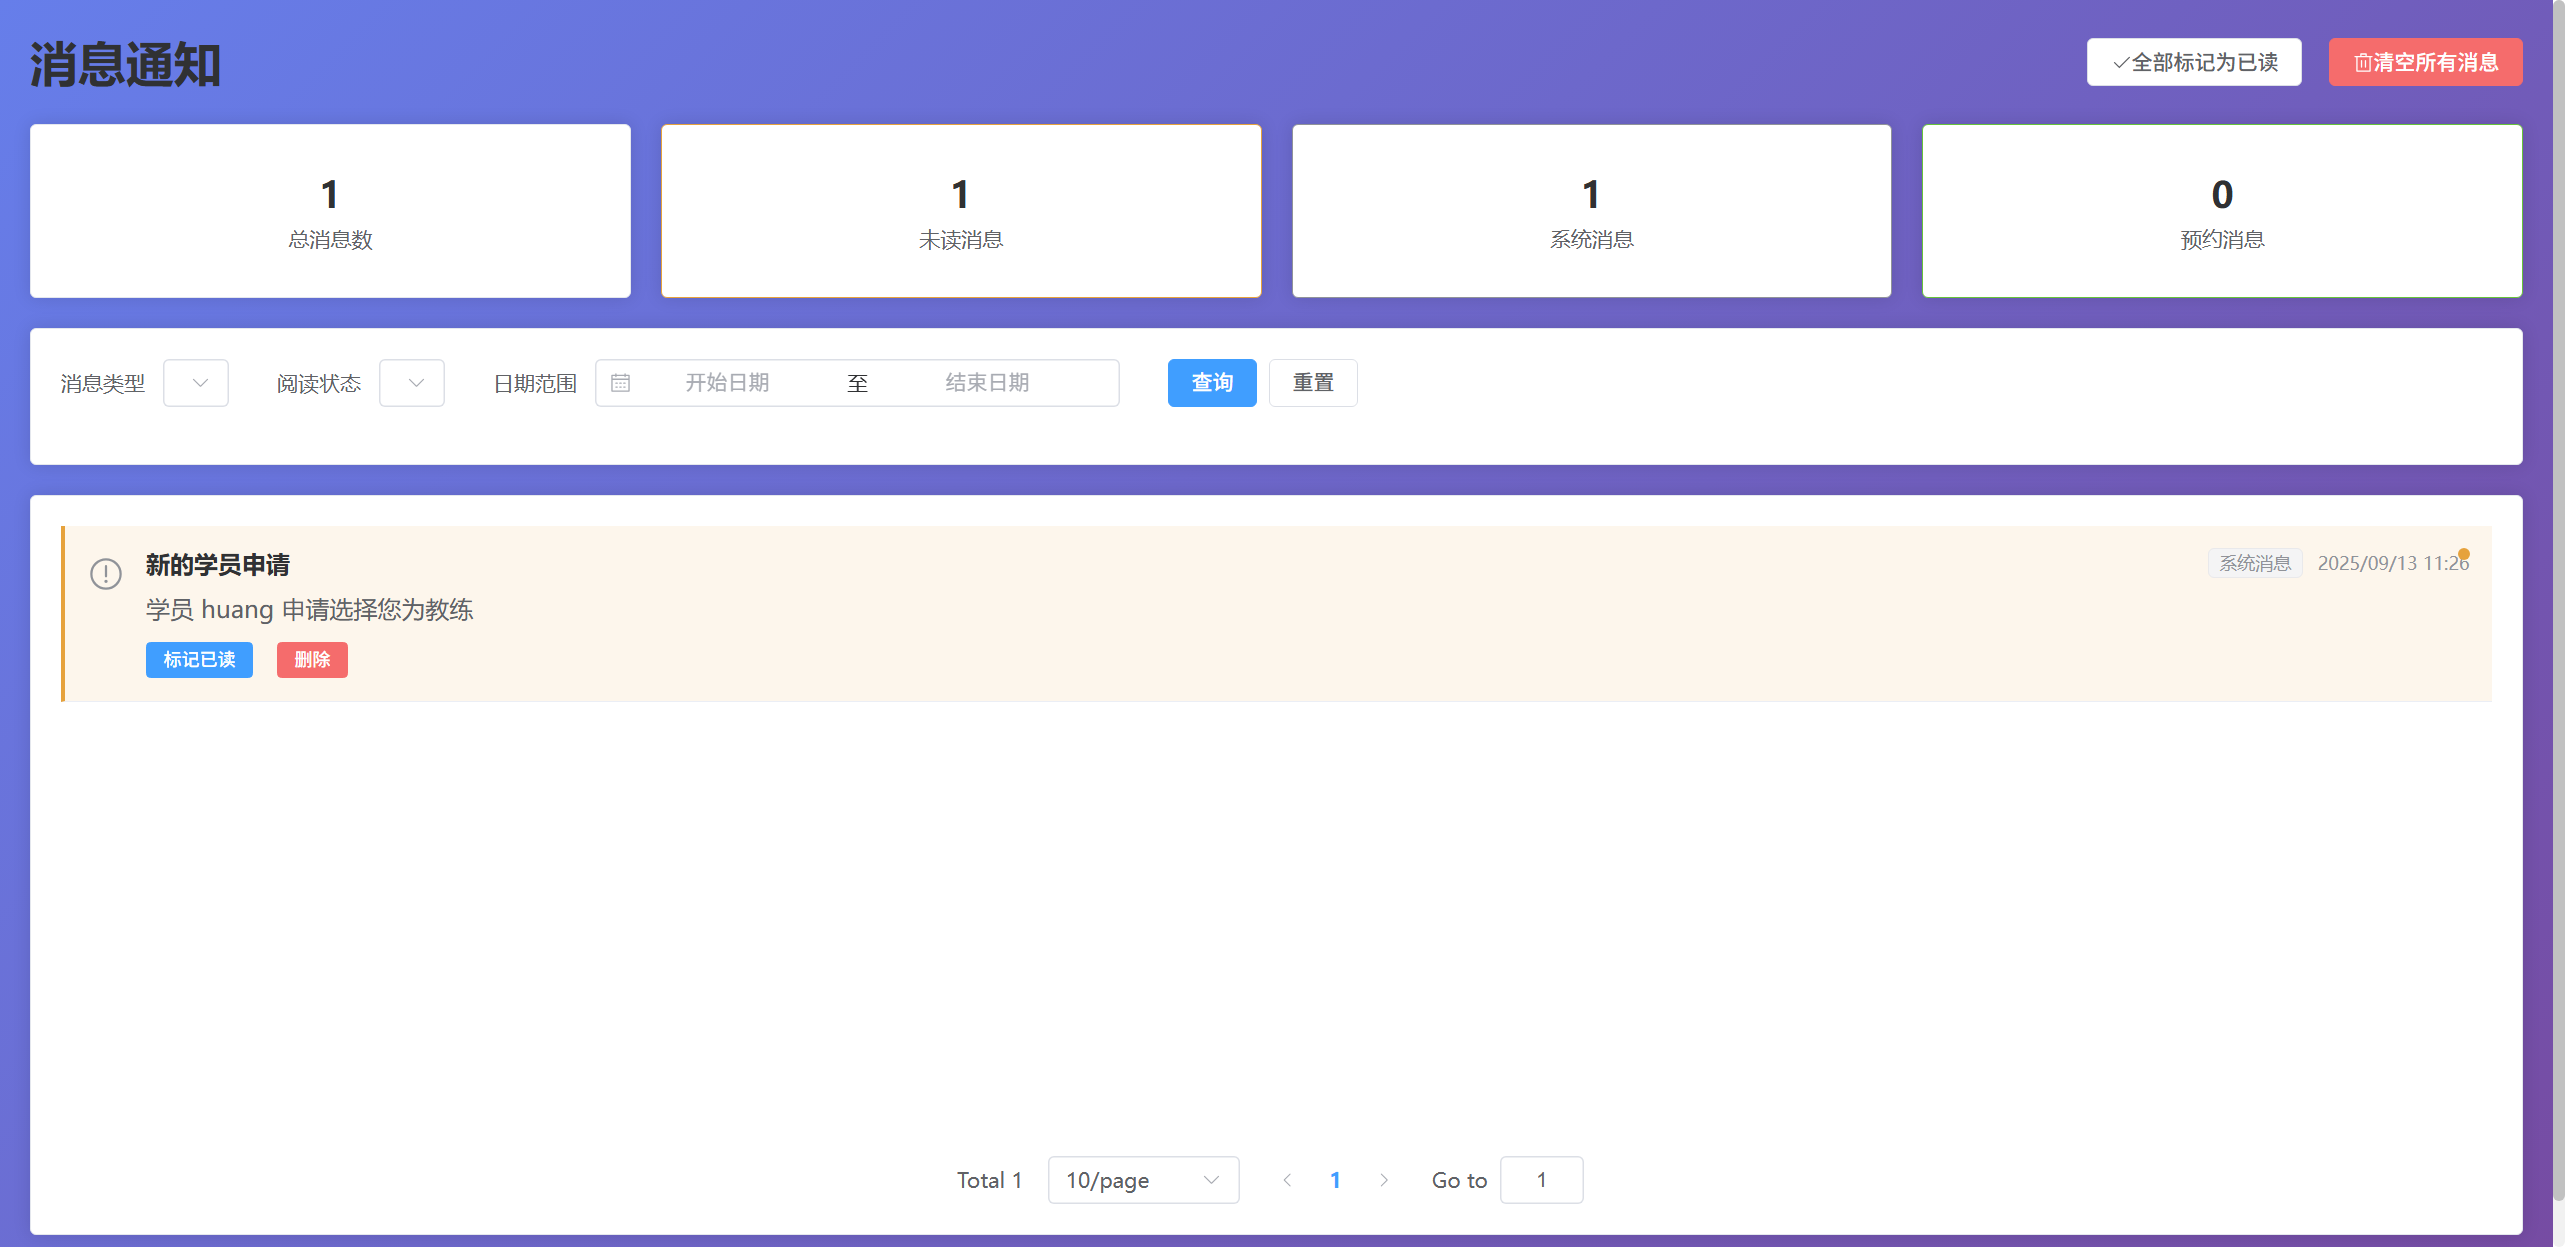 消息通知
全部标记为已读
清空所有消息
1
总消息数
1
未读消息
1
系统消息
0
预约消息
消息类型
阅读状态
日期范围
开始日期 至 结束日期
查询
重置
新的学员申请
系统消息
2025/09/13 11:26
学员 huang 申请选择您为教练
标记已读
删除
Total 1
10/page
1
Go to
1